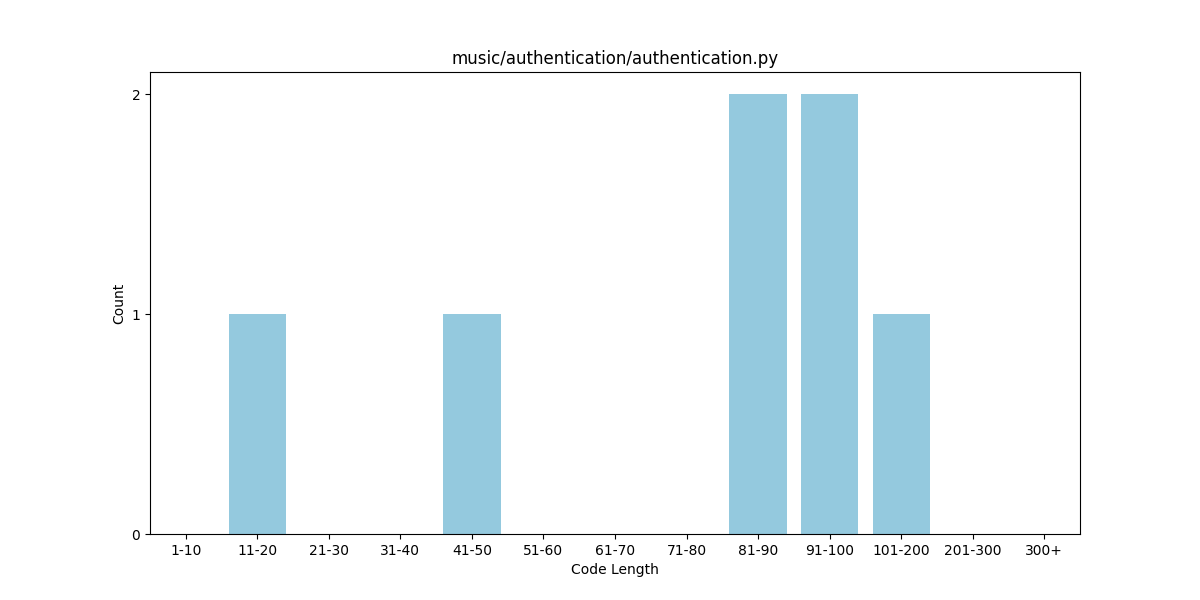 music/authentication/authentication.py
2
1
0
Count
1-10 11-20 21-30 31-40 41-50 51-60 61-70 71-80 81-90 91-100 101-200 201-300 300+
Code Length